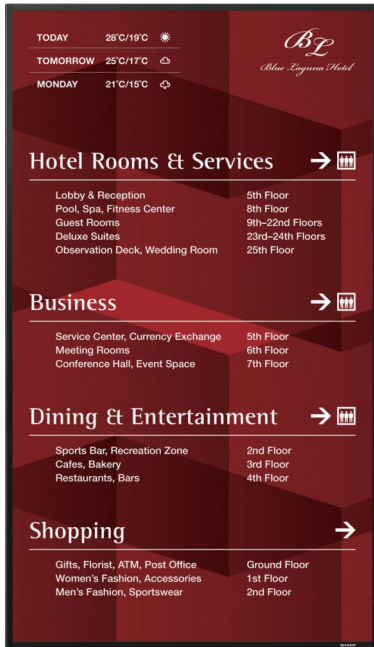 TODAY 28°C/19°C
TOMORROW 25°C/17°C
MONDAY 21°C/15°C
BL
Blue Laguna Hotel
Hotel Rooms & Services
Lobby & Reception 5th Floor
Pool, Spa, Fitness Center 8th Floor
Guest Rooms 9th–22nd Floors
Deluxe Suites 23rd–24th Floors
Observation Deck, Wedding Room 25th Floor
Business
Service Center, Currency Exchange 5th Floor
Meeting Rooms 6th Floor
Conference Hall, Event Space 7th Floor
Dining & Entertainment
Sports Bar, Recreation Zone 2nd Floor
Cafes, Bakery 3rd Floor
Restaurants, Bars 4th Floor
Shopping
Gifts, Florist, ATM, Post Office Ground Floor
Women's Fashion, Accessories 1st Floor
Men's Fashion, Sportswear 2nd Floor